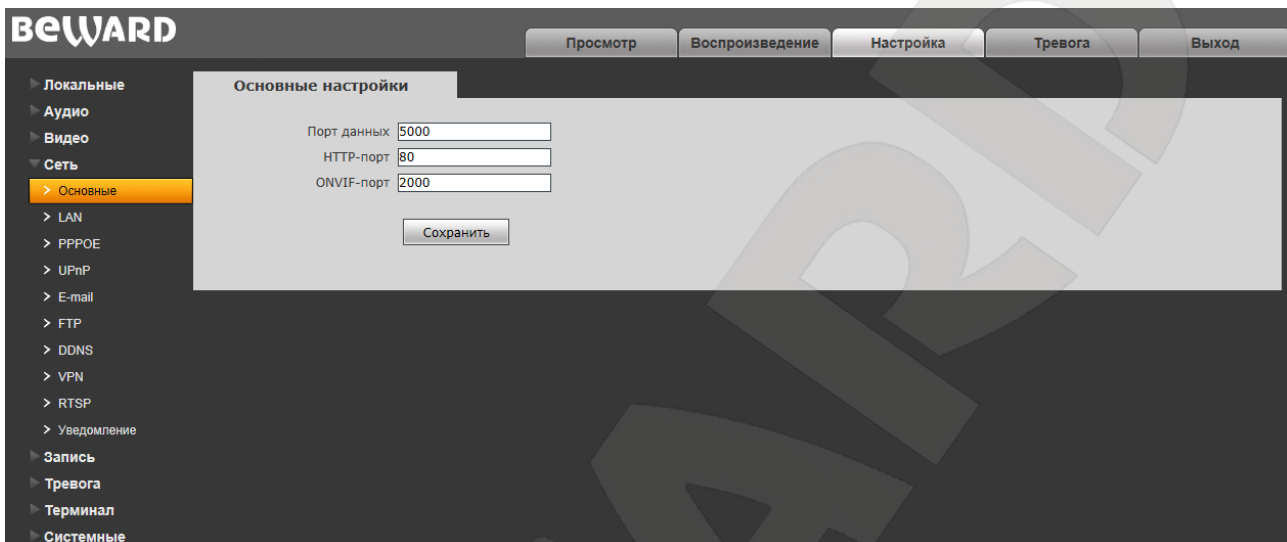 BEWARD
Просмотр Воспроизведение Настройка Тревога Выход
Локальные
Аудио
Видео
Сеть
> Основные
> LAN
> PPPOE
> UPnP
> E-mail
> FTP
> DDNS
> VPN
> RTSP
> Уведомление
Запись
Тревога
Терминал
Системные
Основные настройки
Порт данных 5000
HTTP-порт 80
ONVIF-порт 2000
Сохранить